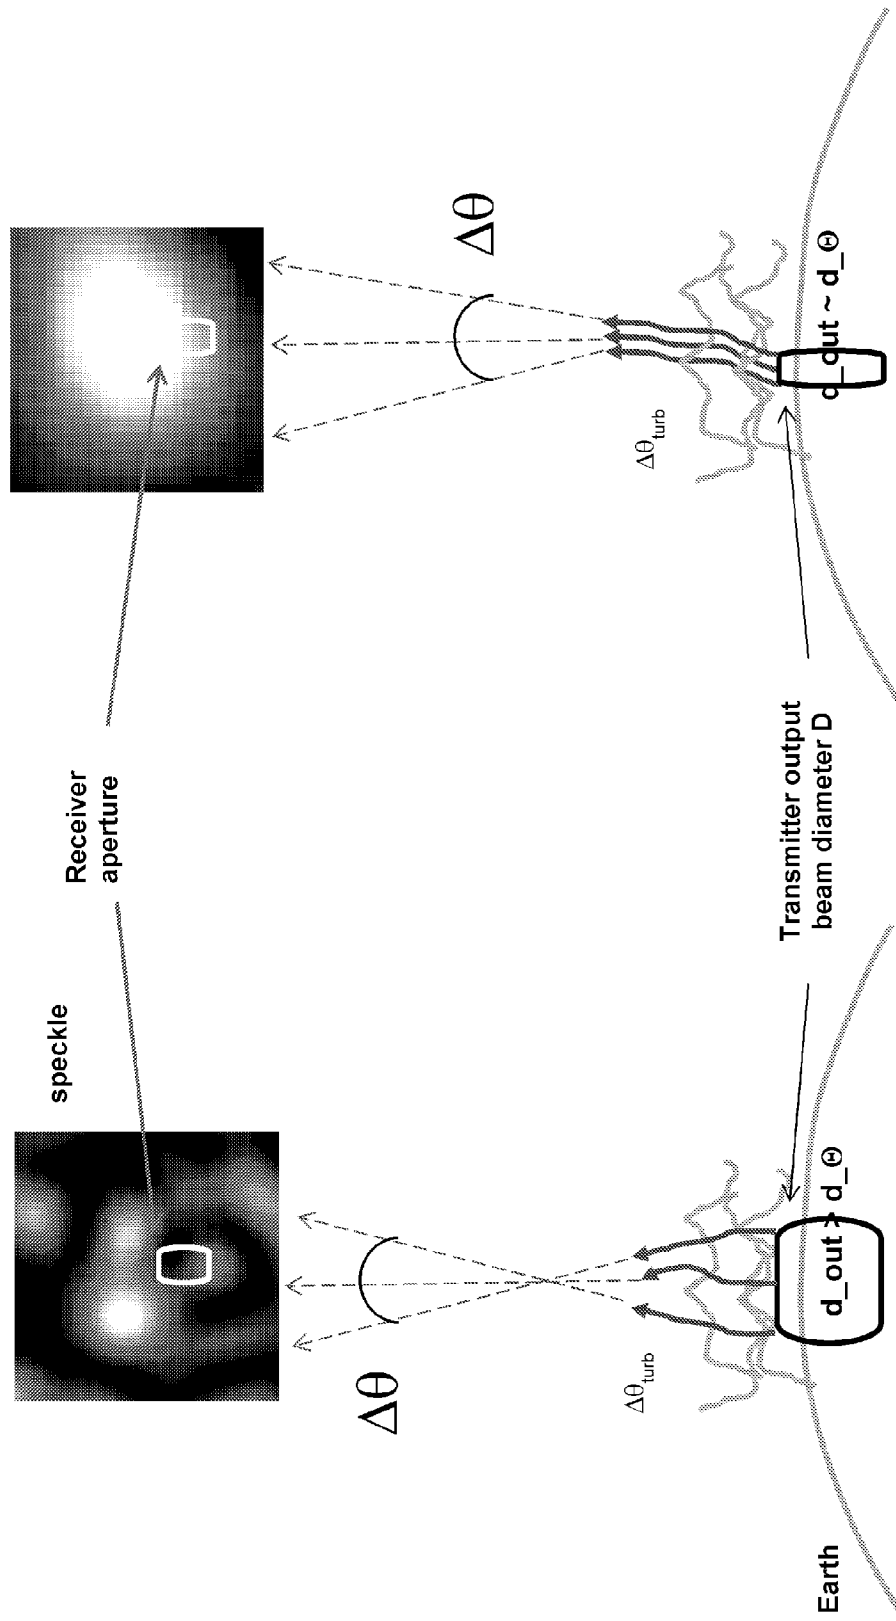 speckle
Receiver
aperture
Δθ
Δθ
Δθturb
Δθturb
Transmitter output
beam diameter D
d_out > d_Θ
d_out ~ d_Θ
Earth